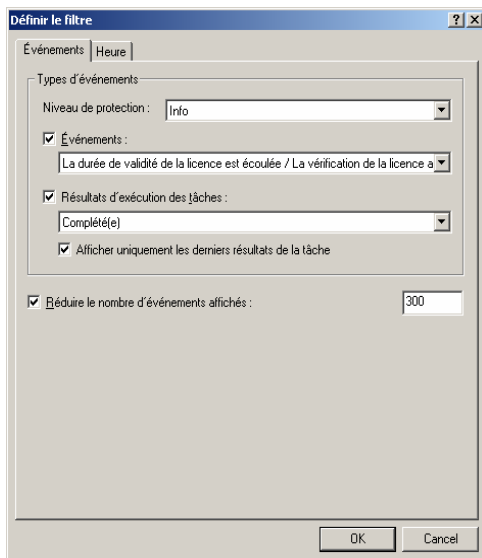 Définir le filtre
Événements
Heure
Types d'événements
Niveau de protection :
Info
Événements :
La durée de validité de la licence est écoulée / La vérification de la licence a
Résultats d'exécution des tâches :
Complété(e)
Afficher uniquement les derniers résultats de la tâche
Réduire le nombre d'événements affichés :
300
OK
Cancel